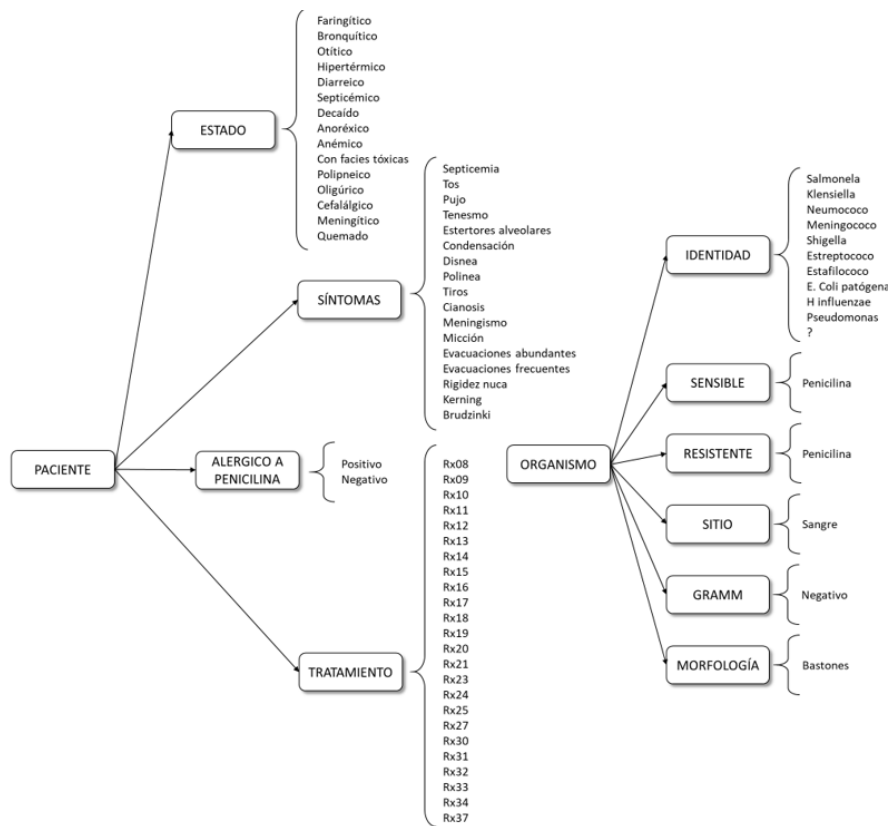 PACIENTE
ESTADO
Faringítico
Bronquítico
Otítico
Hipertérmico
Diarreico
Septicémico
Decaído
Anoréxico
Anémico
Con facies tóxicas
Polipneico
Oligúrico
Cefalálgico
Meningítico
Quemado
SÍNTOMAS
Septicemia
Tos
Pujo
Tenesmo
Estertores alveolares
Condensación
Disnea
Polinea
Tiros
Cianosis
Meningismo
Micción
Evacuaciones abundantes
Evacuaciones frecuentes
Rigidez nuca
Kerning
Brudzinki
ALERGICO A
PENICILINA
Positivo
Negativo
TRATAMIENTO
Rx08
Rx09
Rx10
Rx11
Rx12
Rx13
Rx14
Rx15
Rx16
Rx17
Rx18
Rx19
Rx20
Rx21
Rx23
Rx24
Rx25
Rx27
Rx30
Rx31
Rx32
Rx33
Rx34
Rx37
ORGANISMO
IDENTIDAD
Salmonela
Klensiella
Neumococo
Meningococo
Shigella
Estreptococo
Estafilococo
E. Coli patógena
H influenzae
Pseudomonas
?
SENSIBLE
Penicilina
RESISTENTE
Penicilina
SITIO
Sangre
GRAMM
Negativo
MORFOLOGÍA
Bastones